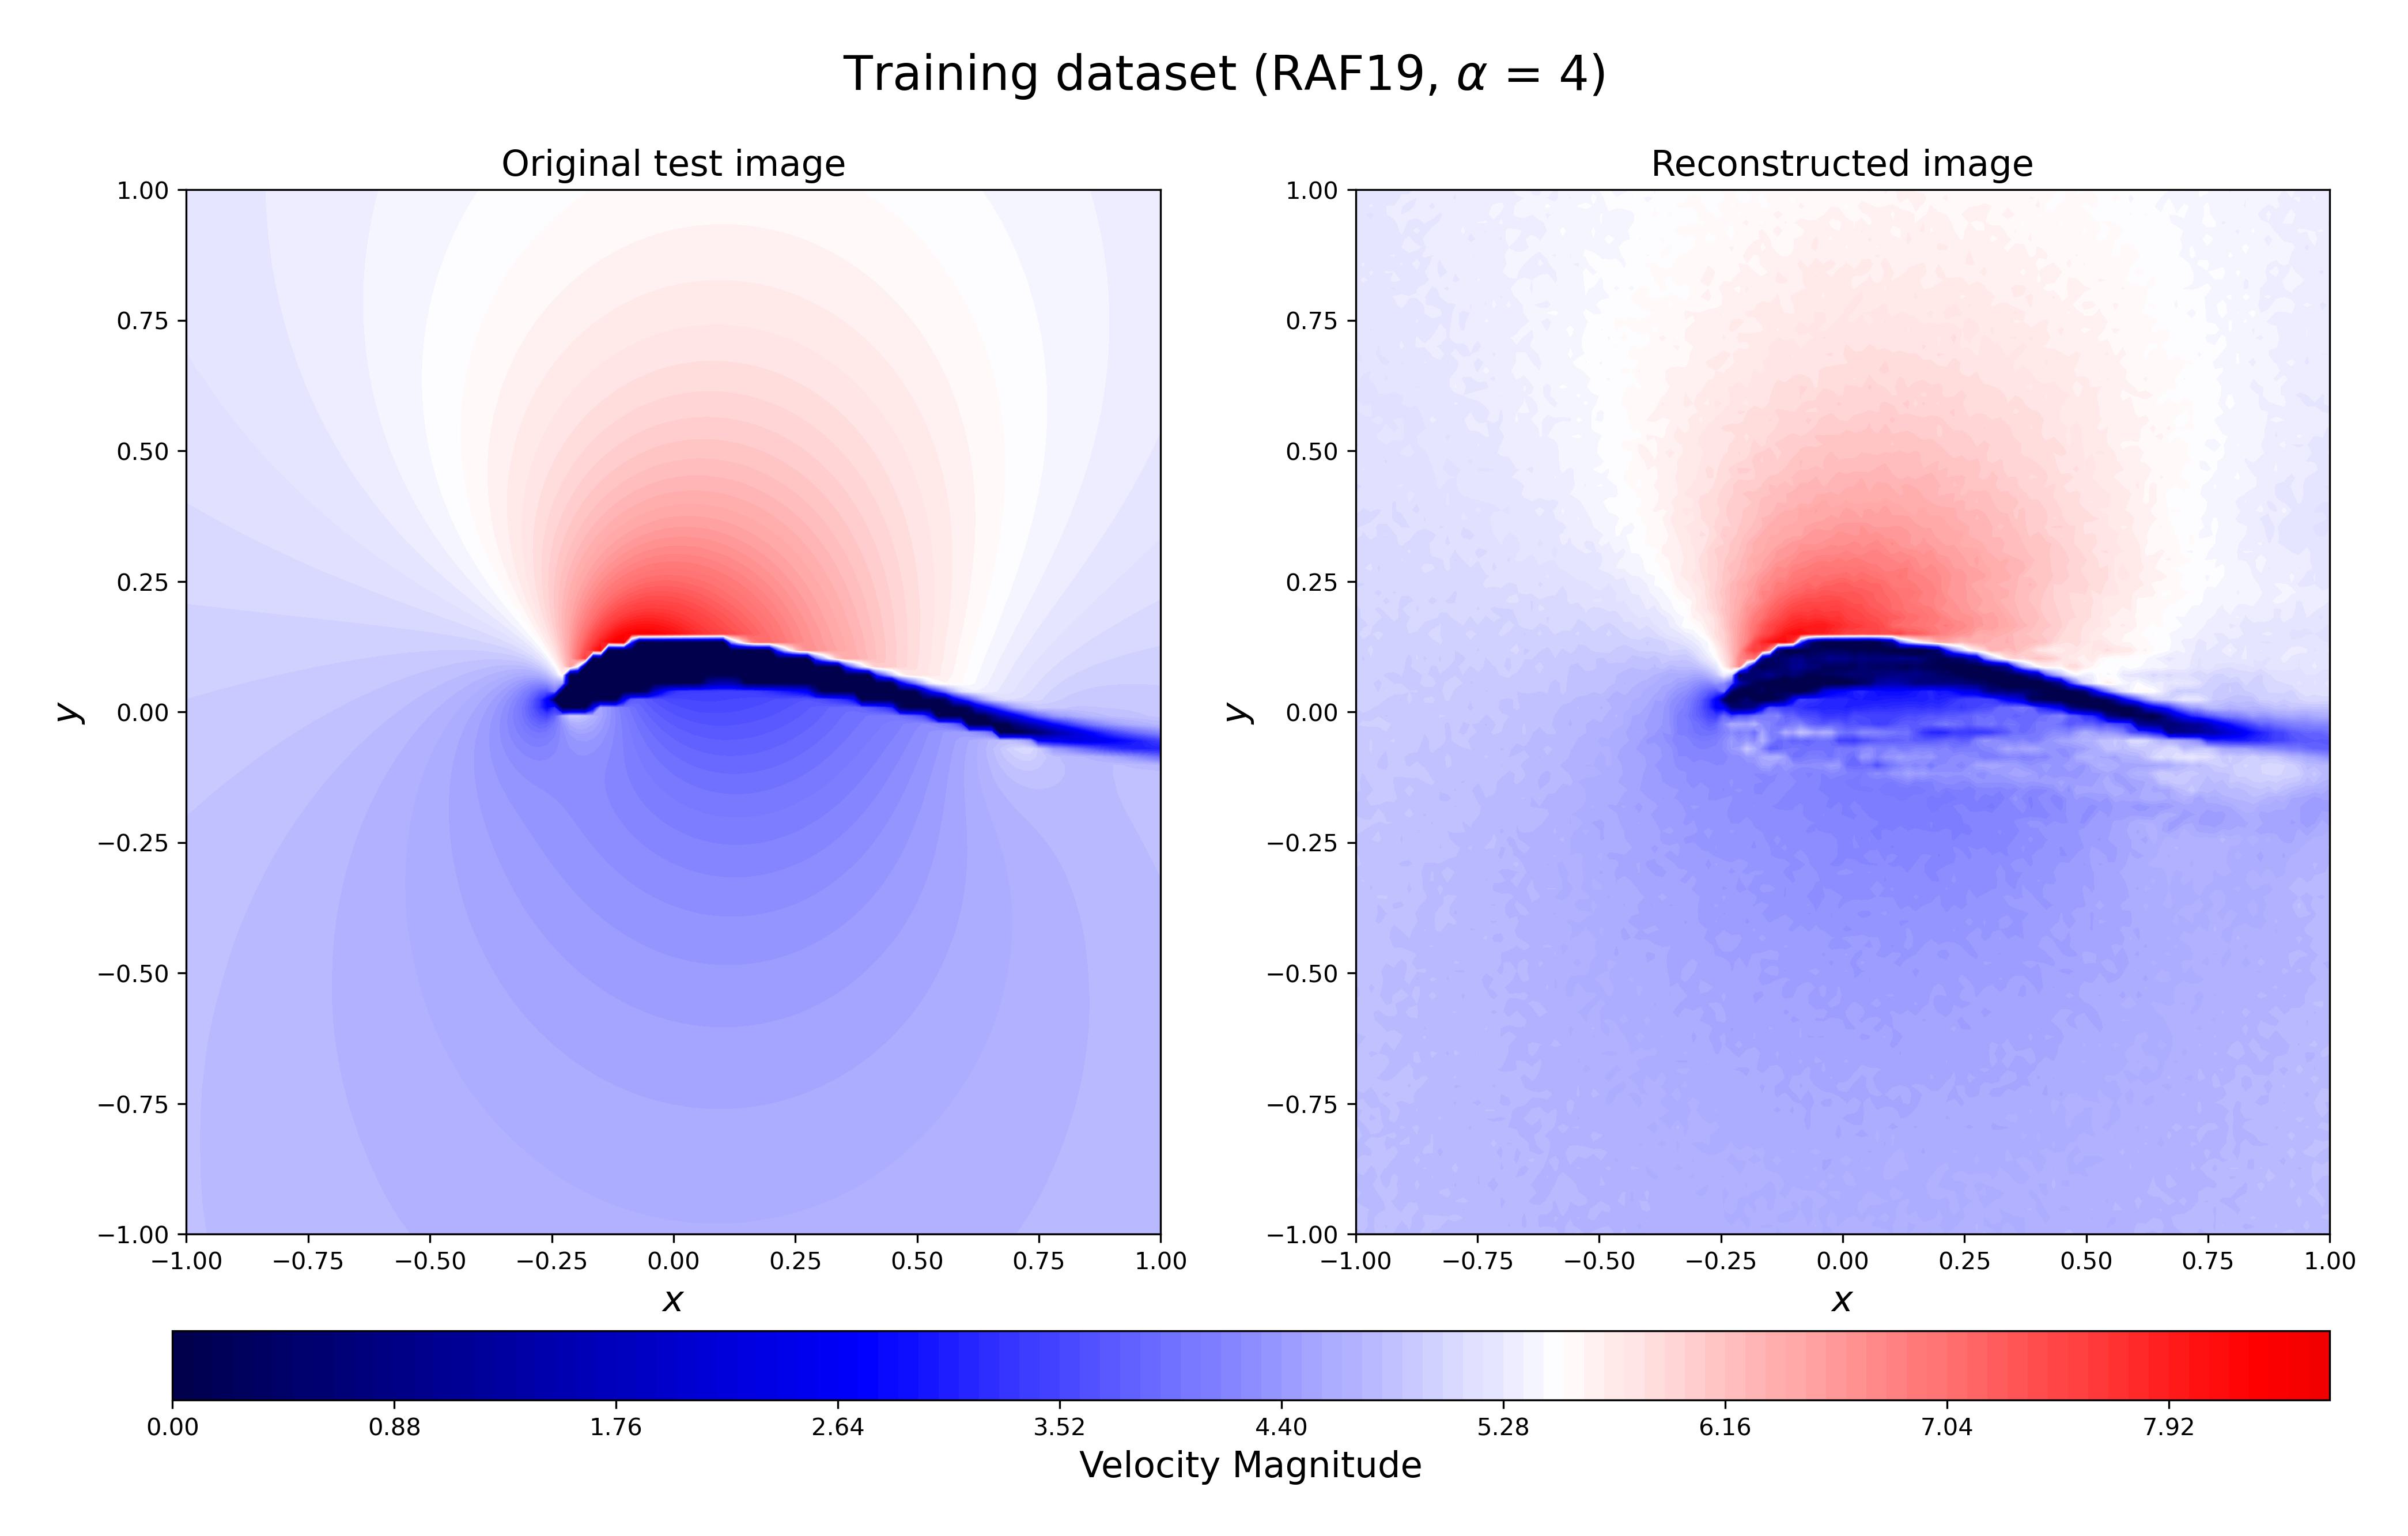 Training dataset (RAF19, α = 4)
Original test image
Reconstructed image
1.00
0.75
0.50
0.25
0.00
−0.25
−0.50
−0.75
−1.00
y
−1.00 −0.75 −0.50 −0.25 0.00 0.25 0.50 0.75 1.00
x
1.00
0.75
0.50
0.25
0.00
−0.25
−0.50
−0.75
−1.00
y
−1.00 −0.75 −0.50 −0.25 0.00 0.25 0.50 0.75 1.00
x
0.00 0.88 1.76 2.64 3.52 4.40 5.28 6.16 7.04 7.92
Velocity Magnitude